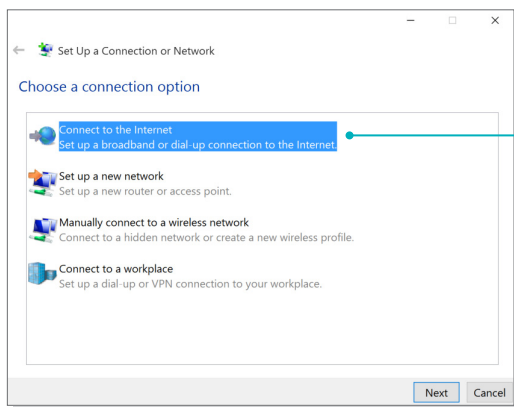 Set Up a Connection or Network
Choose a connection option
Connect to the Internet
Set up a broadband or dial-up connection to the Internet.
Set up a new network
Set up a new router or access point.
Manually connect to a wireless network
Connect to a hidden network or create a new wireless profile.
Connect to a workplace
Set up a dial-up or VPN connection to your workplace.
Next Cancel